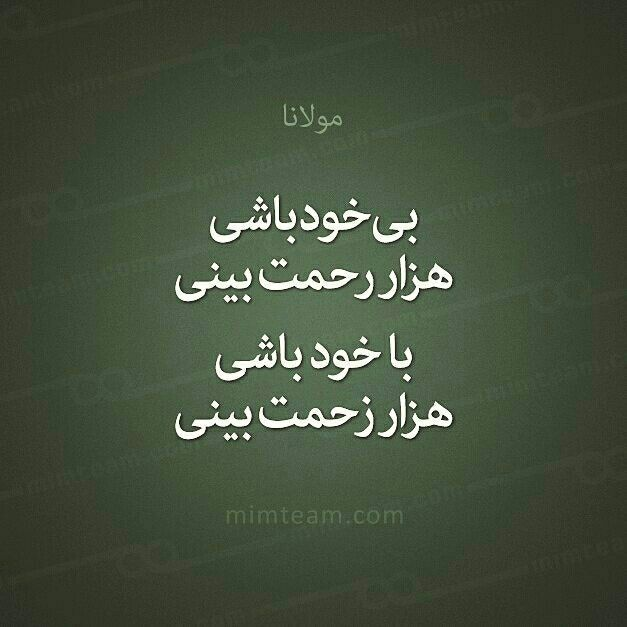 مولانا
بی‌خود باشی
هزار رحمت بینی
با خود باشی
هزار زحمت بینی
mimteam.com